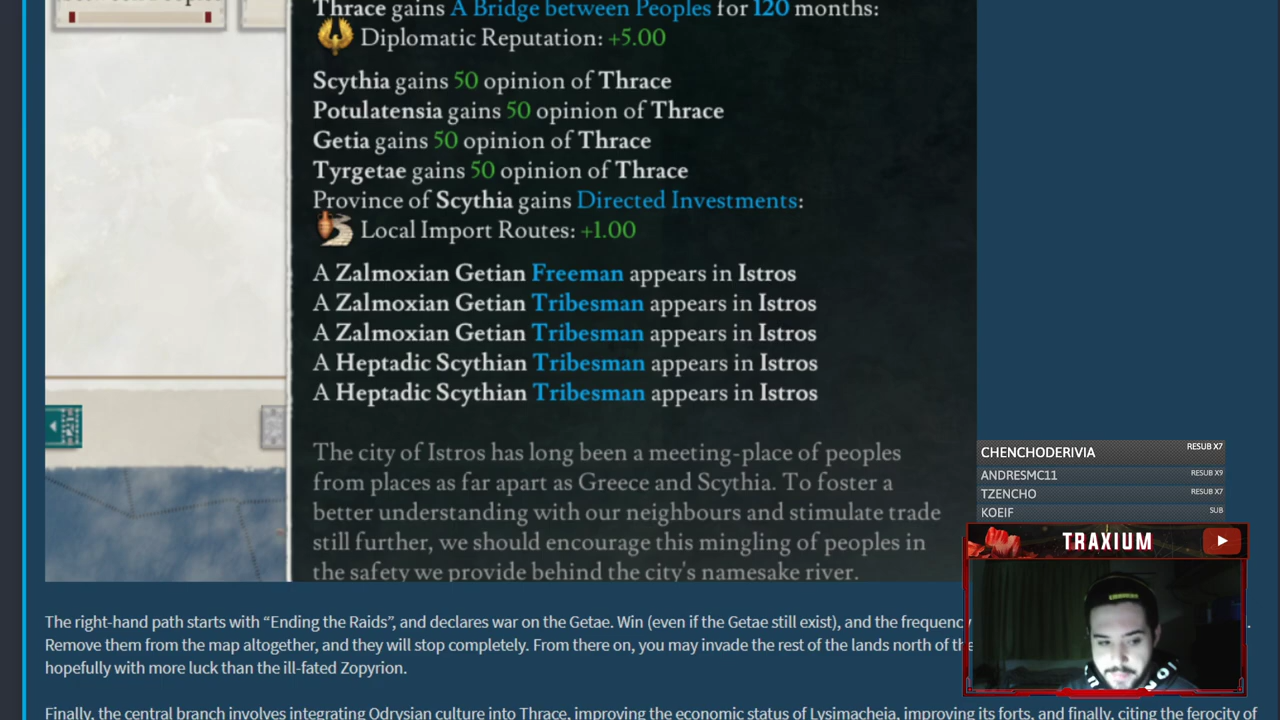 Thrace gains A Bridge between Peoples for 120 months:
Diplomatic Reputation: +5.00
Scythia gains 50 opinion of Thrace
Potulatensia gains 50 opinion of Thrace
Getia gains 50 opinion of Thrace
Tyrgetae gains 50 opinion of Thrace
Province of Scythia gains Directed Investments:
Local Import Routes: +1.00
A Zalmoxian Getian Freeman appears in Istros
A Zalmoxian Getian Tribesman appears in Istros
A Zalmoxian Getian Tribesman appears in Istros
A Heptadic Scythian Tribesman appears in Istros
A Heptadic Scythian Tribesman appears in Istros
The city of Istros has long been a meeting-place of peoples
from places as far apart as Greece and Scythia. To foster a
better understanding with our neighbours and stimulate trade
still further, we should encourage this mingling of peoples in
the safety we provide behind the city's namesake river.
CHENCHODERIVIA RESUB X7
ANDRESMC11 RESUB X9
TZENCHO RESUB X7
KOEIF SUB
TRAXIUM
The right-hand path starts with “Ending the Raids”, and declares war on the Getae. Win (even if the Getae still exist), and the frequency
Remove them from the map altogether, and they will stop completely. From there on, you may invade the rest of the lands north of the
hopefully with more luck than the ill-fated Zopyrion.
Finally, the central branch involves integrating Odrysian culture into Thrace, improving the economic status of Lysimacheia, improving its forts, and finally, citing the ferocity of